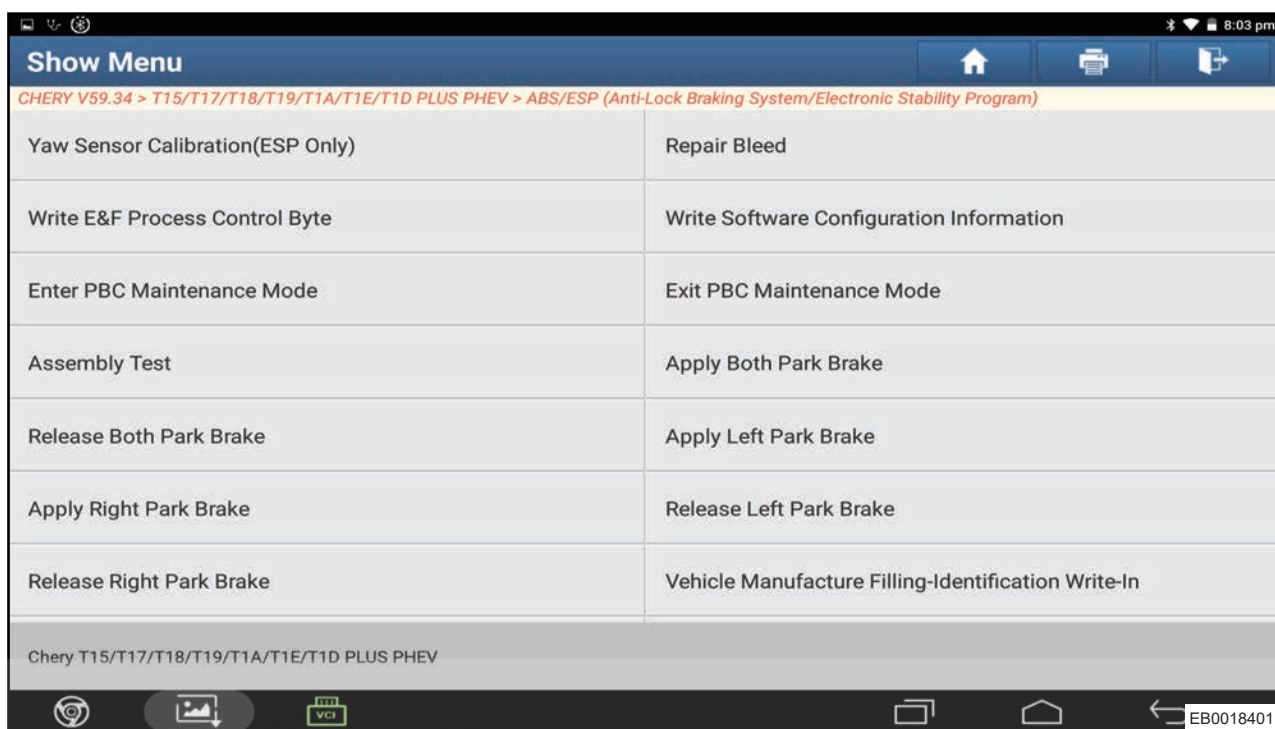 8:03 pm
Show Menu
CHERY V59.34 > T15/T17/T18/T19/T1A/T1E/T1D PLUS PHEV > ABS/ESP (Anti-Lock Braking System/Electronic Stability Program)
Yaw Sensor Calibration(ESP Only)
Repair Bleed
Write E&F Process Control Byte
Write Software Configuration Information
Enter PBC Maintenance Mode
Exit PBC Maintenance Mode
Assembly Test
Apply Both Park Brake
Release Both Park Brake
Apply Left Park Brake
Apply Right Park Brake
Release Left Park Brake
Release Right Park Brake
Vehicle Manufacture Filling-Identification Write-In
Chery T15/T17/T18/T19/T1A/T1E/T1D PLUS PHEV
VCI
EB0018401